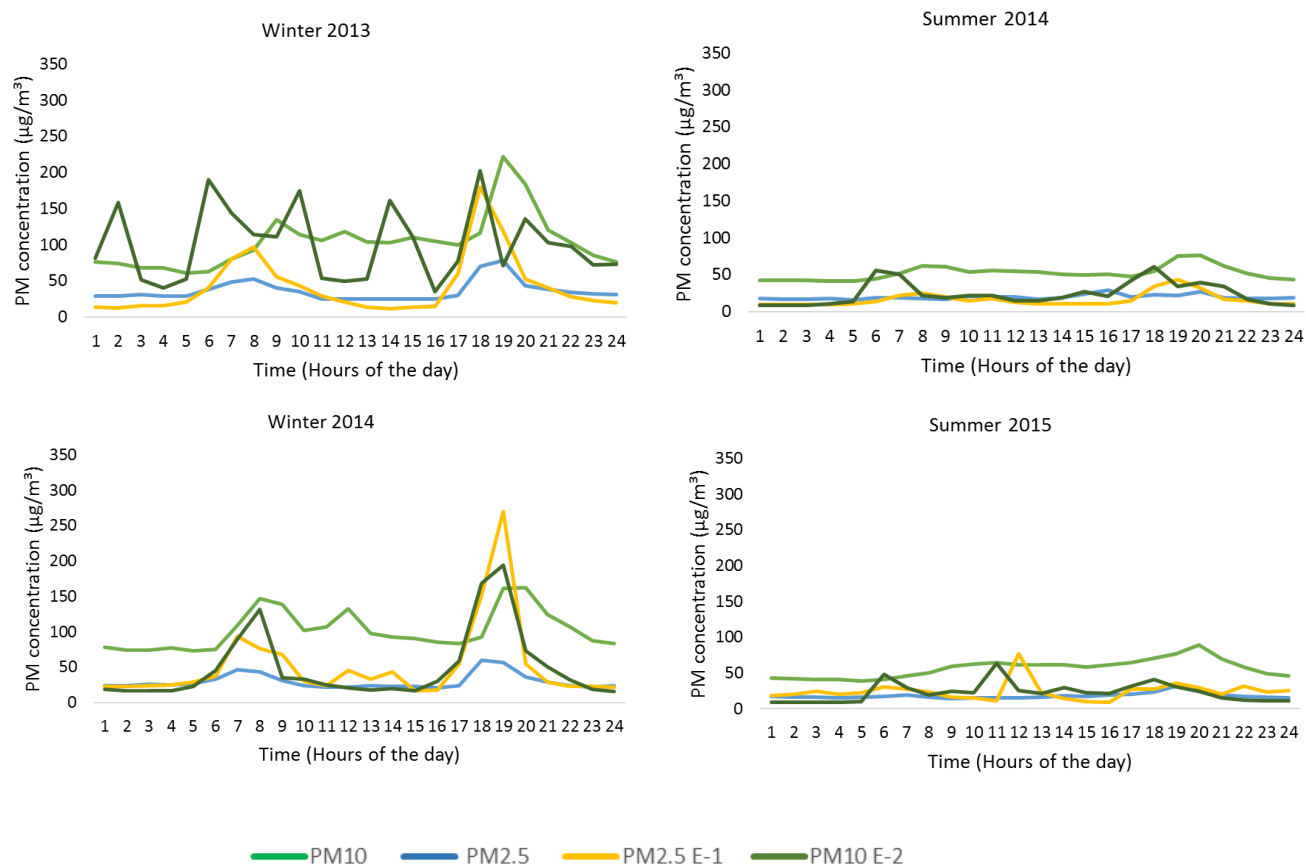 Winter 2013
PM concentration (µg/m³)
350
300
250
200
150
100
50
0
1 2 3 4 5 6 7 8 9 10 11 12 13 14 15 16 17 18 19 20 21 22 23 24
Time (Hours of the day)
Summer 2014
PM concentration (µg/m³)
350
300
250
200
150
100
50
0
1 2 3 4 5 6 7 8 9 10 11 12 13 14 15 16 17 18 19 20 21 22 23 24
Time (Hours of the day)
Winter 2014
PM concentration (µg/m³)
350
300
250
200
150
100
50
0
1 2 3 4 5 6 7 8 9 10 11 12 13 14 15 16 17 18 19 20 21 22 23 24
Time (Hours of the day)
Summer 2015
PM concentration (µg/m³)
350
300
250
200
150
100
50
0
1 2 3 4 5 6 7 8 9 10 11 12 13 14 15 16 17 18 19 20 21 22 23 24
Time (Hours of the day)
PM10 PM2.5 PM2.5 E-1 PM10 E-2